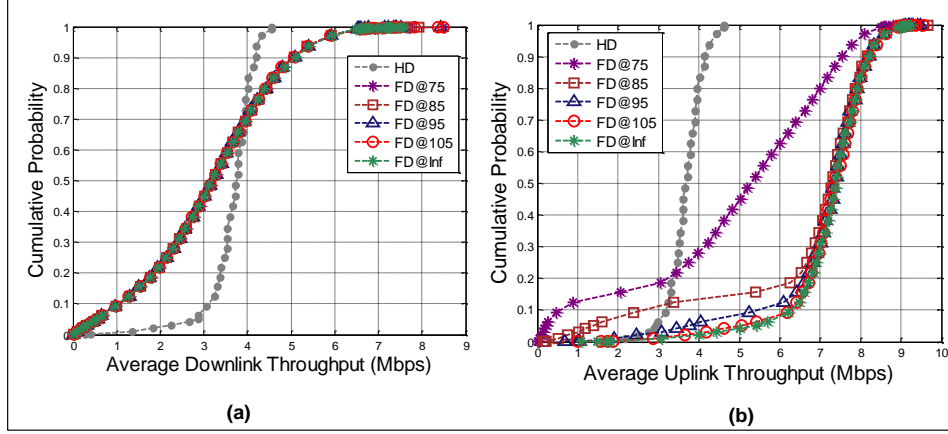 Cumulative Probability
1
0.9
0.8
0.7
0.6
0.5
0.4
0.3
0.2
0.1
0
0 1 2 3 4 5 6 7 8 9
Average Downlink Throughput (Mbps)
HD
FD@75
FD@85
FD@95
FD@105
FD@Inf
(a)
Cumulative Probability
1
0.9
0.8
0.7
0.6
0.5
0.4
0.3
0.2
0.1
0
0 1 2 3 4 5 6 7 8 9 10
Average Uplink Throughput (Mbps)
HD
FD@75
FD@85
FD@95
FD@105
FD@Inf
(b)